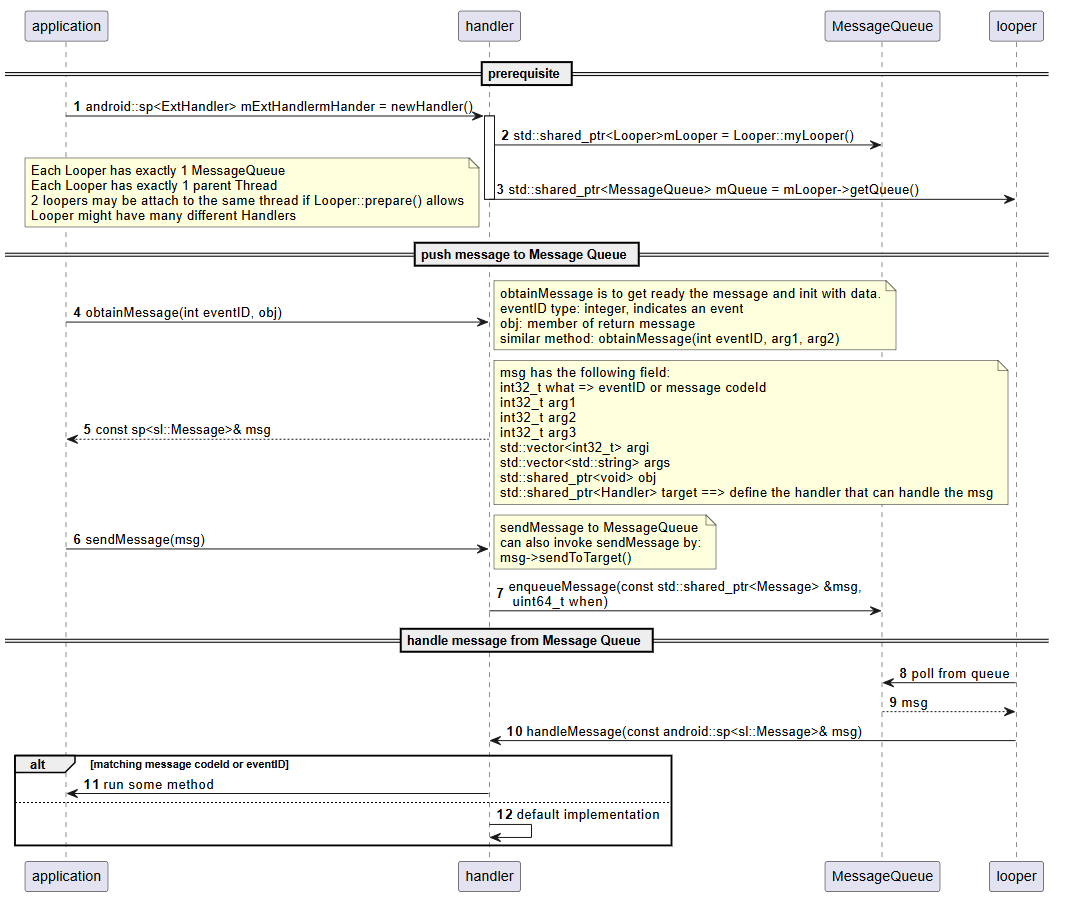 application handler MessageQueue looper
prerequisite
1 android::sp<ExtHandler> mExtHandlermHander = newHandler()
2 std::shared_ptr<Looper>mLooper = Looper::myLooper()
Each Looper has exactly 1 MessageQueue
Each Looper has exactly 1 parent Thread
2 loopers may be attach to the same thread if Looper::prepare() allows
Looper might have many different Handlers
3 std::shared_ptr<MessageQueue> mQueue = mLooper->getQueue()
push message to Message Queue
4 obtainMessage(int eventID, obj)
obtainMessage is to get ready the message and init with data.
eventID type: integer, indicates an event
obj: member of return message
similar method: obtainMessage(int eventID, arg1, arg2)
5 const sp<sl::Message>& msg
msg has the following field:
int32_t what => eventID or message codeId
int32_t arg1
int32_t arg2
int32_t arg3
std::vector<int32_t> argi
std::vector<std::string> args
std::shared_ptr<void> obj
std::shared_ptr<Handler> target ==> define the handler that can handle the msg
6 sendMessage(msg)
sendMessage to MessageQueue
can also invoke sendMessage by:
msg->sendToTarget()
7 enqueueMessage(const std::shared_ptr<Message> &msg,
uint64_t when)
handle message from Message Queue
8 poll from queue
9 msg
10 handleMessage(const android::sp<sl::Message>& msg)
alt [matching message codeId or eventID]
11 run some method
12 default implementation
application handler MessageQueue looper